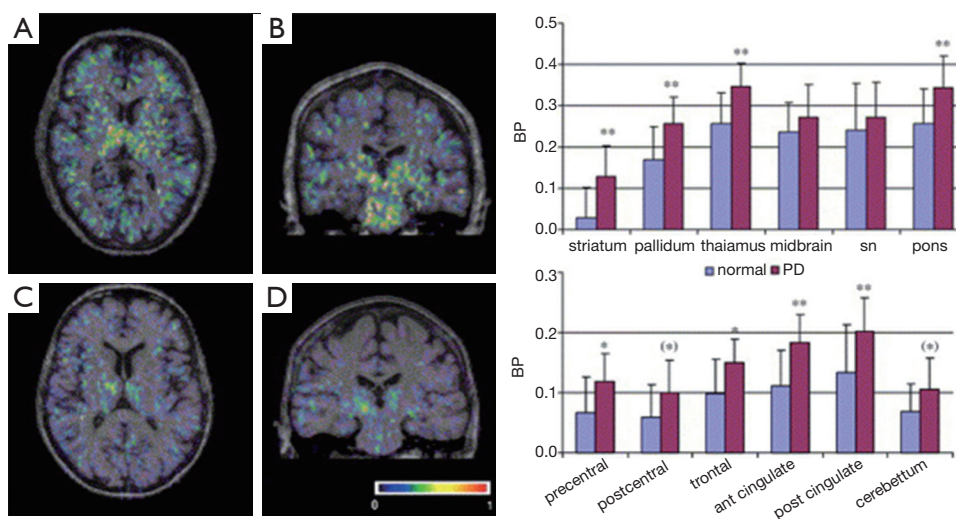 A
B
C
D
0 1
0.5
0.4
0.3
0.2
0.1
0.0
BP
** ** ** **
striatum pallidum thaiamus midbrain sn pons
normal PD
0.3
0.2
0.1
0.0
BP
* (*) * ** ** (*)
precentral postcentral trontal ant cingulate post cingulate cerebettum